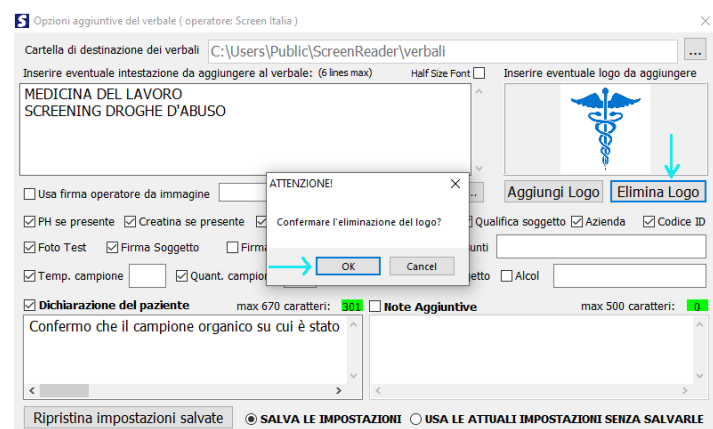 S Opzioni aggiuntive del verbale ( operatore: Screen Italia )
Cartella di destinazione dei verbali C:\Users\Public\ScreenReader\verbali ...
Inserire eventuale intestazione da aggiungere al verbale: (6 lines max) Half Size Font Inserire eventuale logo da aggiungere
MEDICINA DEL LAVORO
SCREENING DROGHE D'ABUSO
Usa firma operatore da immagine
Aggiungi Logo Elimina Logo
ATTENZIONE!
Confermare l'eliminazione del logo?
OK Cancel
PH se presente Creatina se presente Qualifica soggetto Azienda Codice ID
Foto Test Firma Soggetto
Temp. campione Quant. Alcol
Dichiarazione del paziente max 670 caratteri: 301 Note Aggiuntive max 500 caratteri: 0
Confermo che il campione organico su cui è stato
Ripristina impostazioni salvate SALVA LE IMPOSTAZIONI USA LE ATTUALI IMPOSTAZIONI SENZA SALVARLE